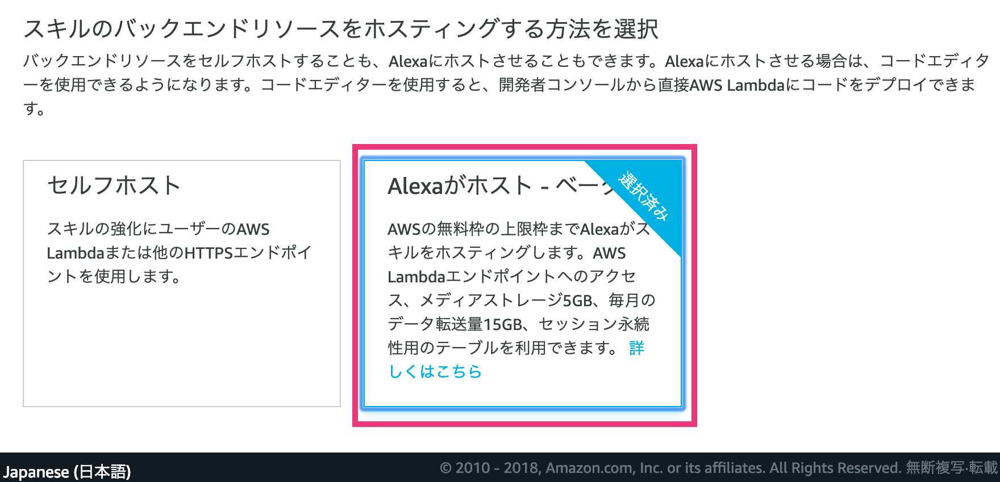 スキルのバックエンドリソースをホスティングする方法を選択
バックエンドリソースをセルフホストすることも、Alexaにホストさせることもできます。Alexaにホストさせる場合は、コードエディタ
ーを使用できるようになります。コードエディターを使用すると、開発者コンソールから直接AWS Lambdaにコードをデプロイできま
す。
セルフホスト
スキルの強化にユーザーのAWS
Lambdaまたは他のHTTPSエンドポイ
ントを使用します。
Alexaがホスト - ベータ
選択済み
AWSの無料枠の上限枠までAlexaがス
キルをホスティングします。AWS
Lambdaエンドポイントへのアクセ
ス、メディアストレージ5GB、毎月の
データ転送量15GB、セッション永続
性用のテーブルを利用できます。 詳
しくはこちら
Japanese (日本語)
© 2010 - 2018, Amazon.com, Inc. or its affiliates. All Rights Reserved. 無断複写·転載